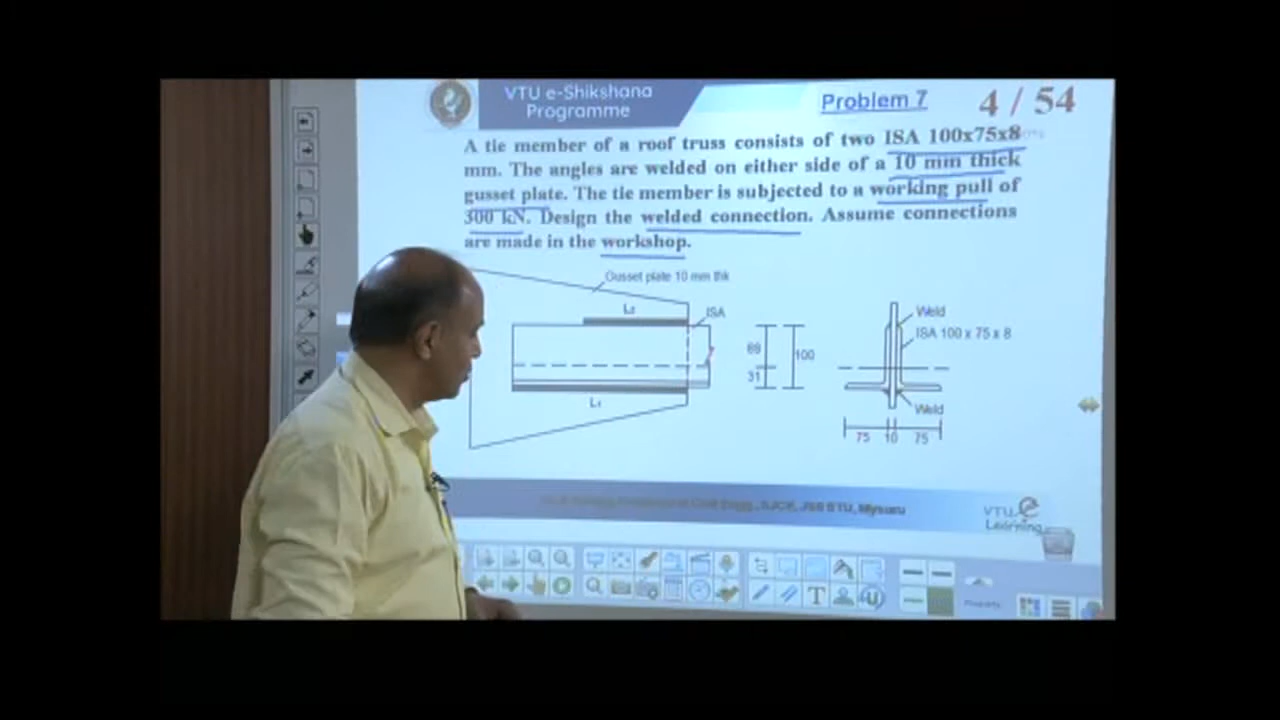 VTU e-Shikshana
Programme
Problem 7
4 / 54
A tie member of a roof truss consists of two ISA 100x75x8
mm. The angles are welded on either side of a 10 mm thick
gusset plate. The tie member is subjected to a working pull of
300 kN. Design the welded connection. Assume connections
are made in the workshop.
Gusset plate 10 mm thk
L₂
ISA
Weld
ISA 100 x 75 x 8
69
100
31
L₁
Weld
75 10 75
Mysuru
VTU e
Learning